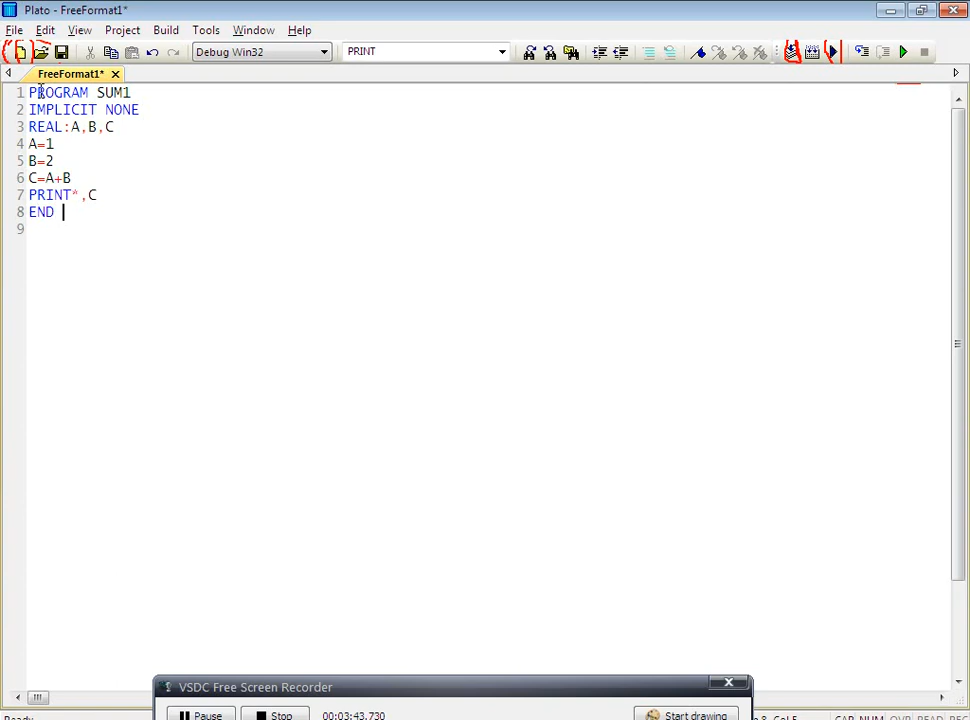 Plato - FreeFormat1*
File Edit View Project Build Tools Window Help
Debug Win32 PRINT
FreeFormat1*
1 PROGRAM SUM1
2 IMPLICIT NONE
3 REAL:A,B,C
4 A=1
5 B=2
6 C=A+B
7 PRINT*,C
8 END
9
VSDC Free Screen Recorder
Pause Stop 00:03:43.730 Start drawing
Ready